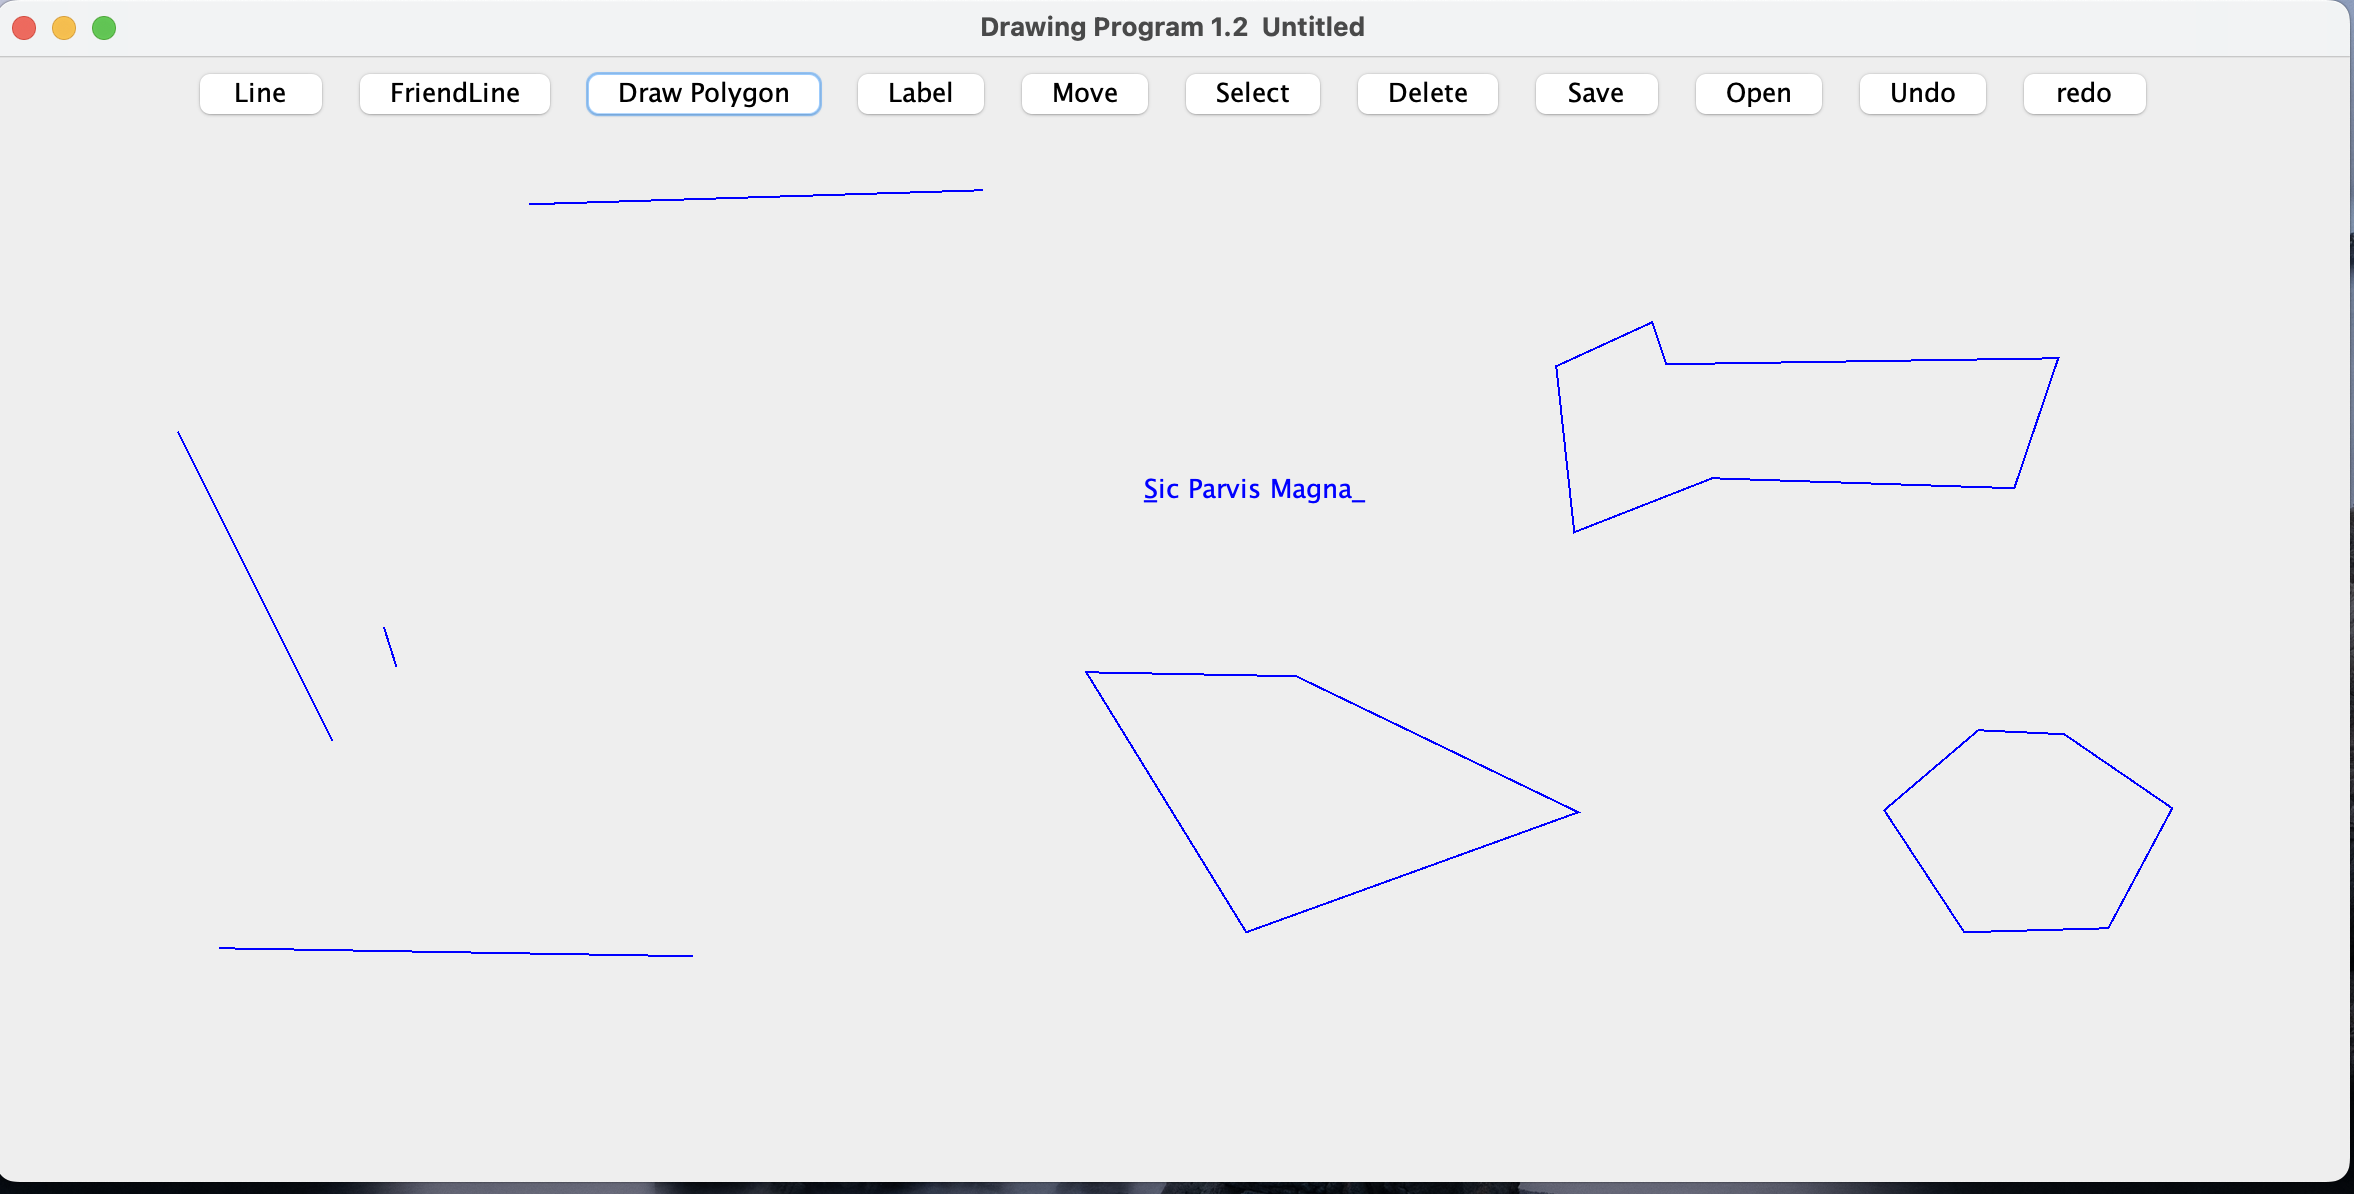 Drawing Program 1.2  Untitled
Line FriendLine Draw Polygon Label Move Select Delete Save Open Undo redo
Sic Parvis Magna_